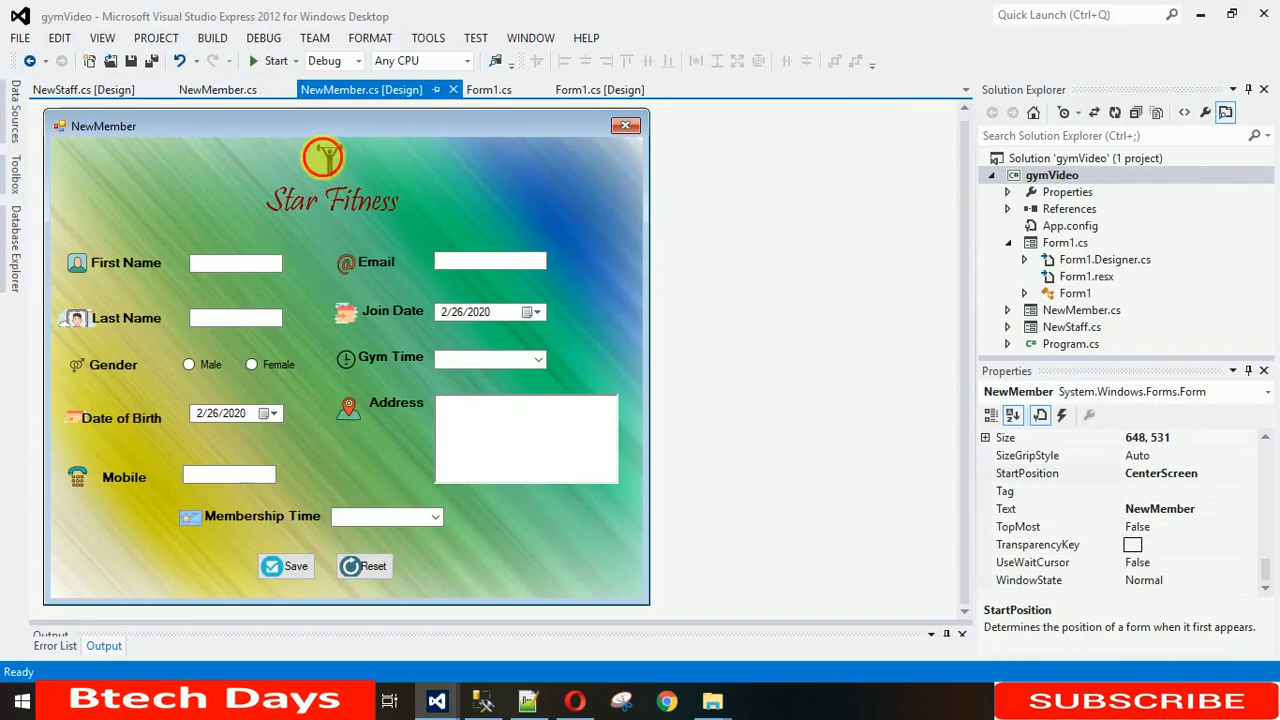 gymVideo - Microsoft Visual Studio Express 2012 for Windows Desktop
Quick Launch (Ctrl+Q)
FILE EDIT VIEW PROJECT BUILD DEBUG TEAM FORMAT TOOLS TEST WINDOW HELP
Start Debug Any CPU
NewStaff.cs [Design] NewMember.cs NewMember.cs [Design] Form1.cs Form1.cs [Design]
Data Sources
Toolbox
Database Explorer
NewMember
Star Fitness
First Name
Email
Last Name
Join Date 2/26/2020
Gender Male Female
Gym Time
Date of Birth 2/26/2020
Address
Mobile
Membership Time
Save Reset
Output
Error List Output
Solution Explorer
Search Solution Explorer (Ctrl+;)
Solution 'gymVideo' (1 project)
gymVideo
Properties
References
App.config
Form1.cs
Form1.Designer.cs
Form1.resx
Form1
NewMember.cs
NewStaff.cs
Program.cs
Properties
NewMember System.Windows.Forms.Form
Size 648, 531
SizeGripStyle Auto
StartPosition CenterScreen
Tag
Text NewMember
TopMost False
TransparencyKey
UseWaitCursor False
WindowState Normal
StartPosition
Determines the position of a form when it first appears.
Ready
Btech Days
SUBSCRIBE